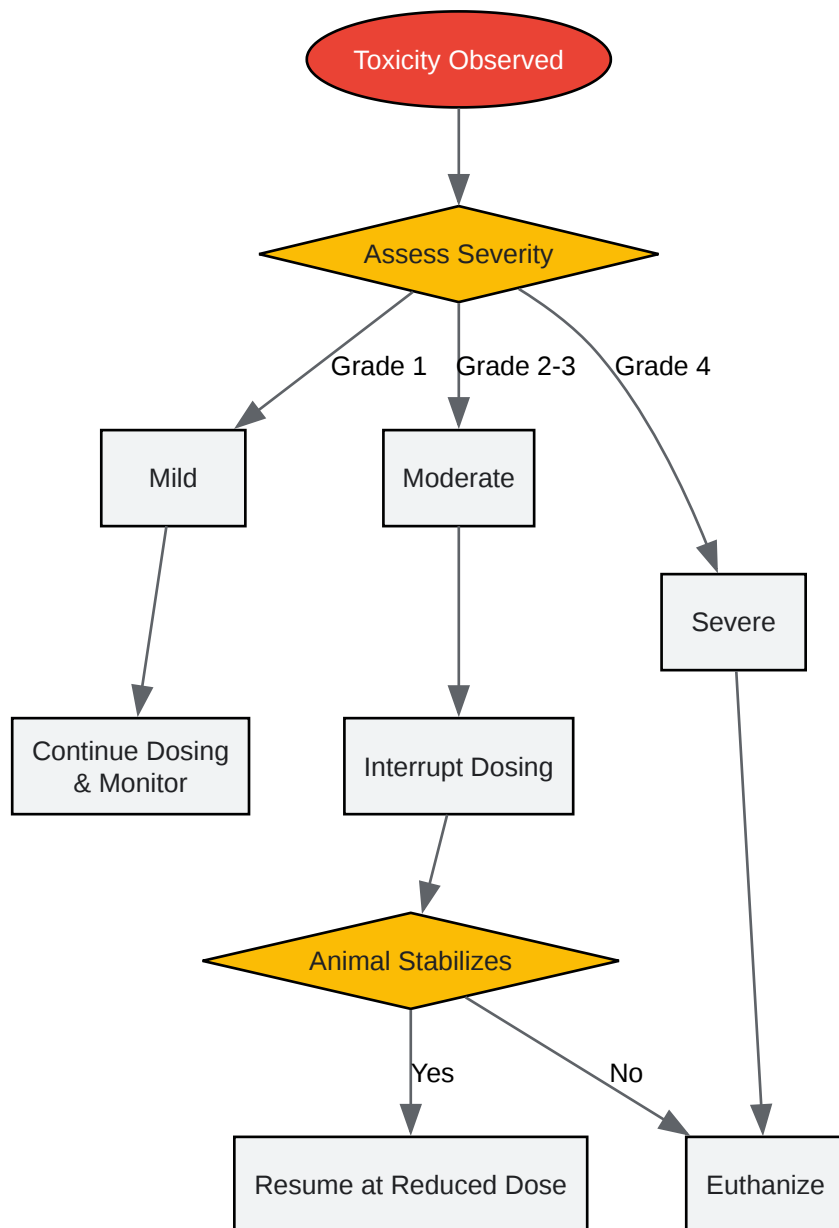 Toxicity Observed
Assess Severity
Grade 1
Grade 2-3
Grade 4
Mild
Moderate
Severe
Continue Dosing
& Monitor
Interrupt Dosing
Animal Stabilizes
Yes
No
Resume at Reduced Dose
Euthanize